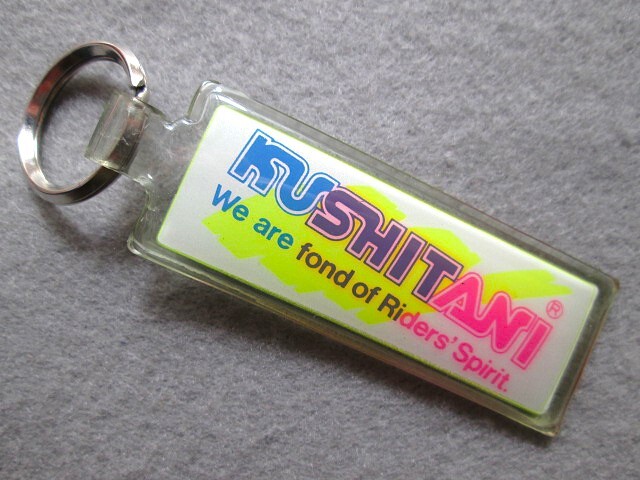 KUSHITANI®
We are fond of Riders' Spirit.